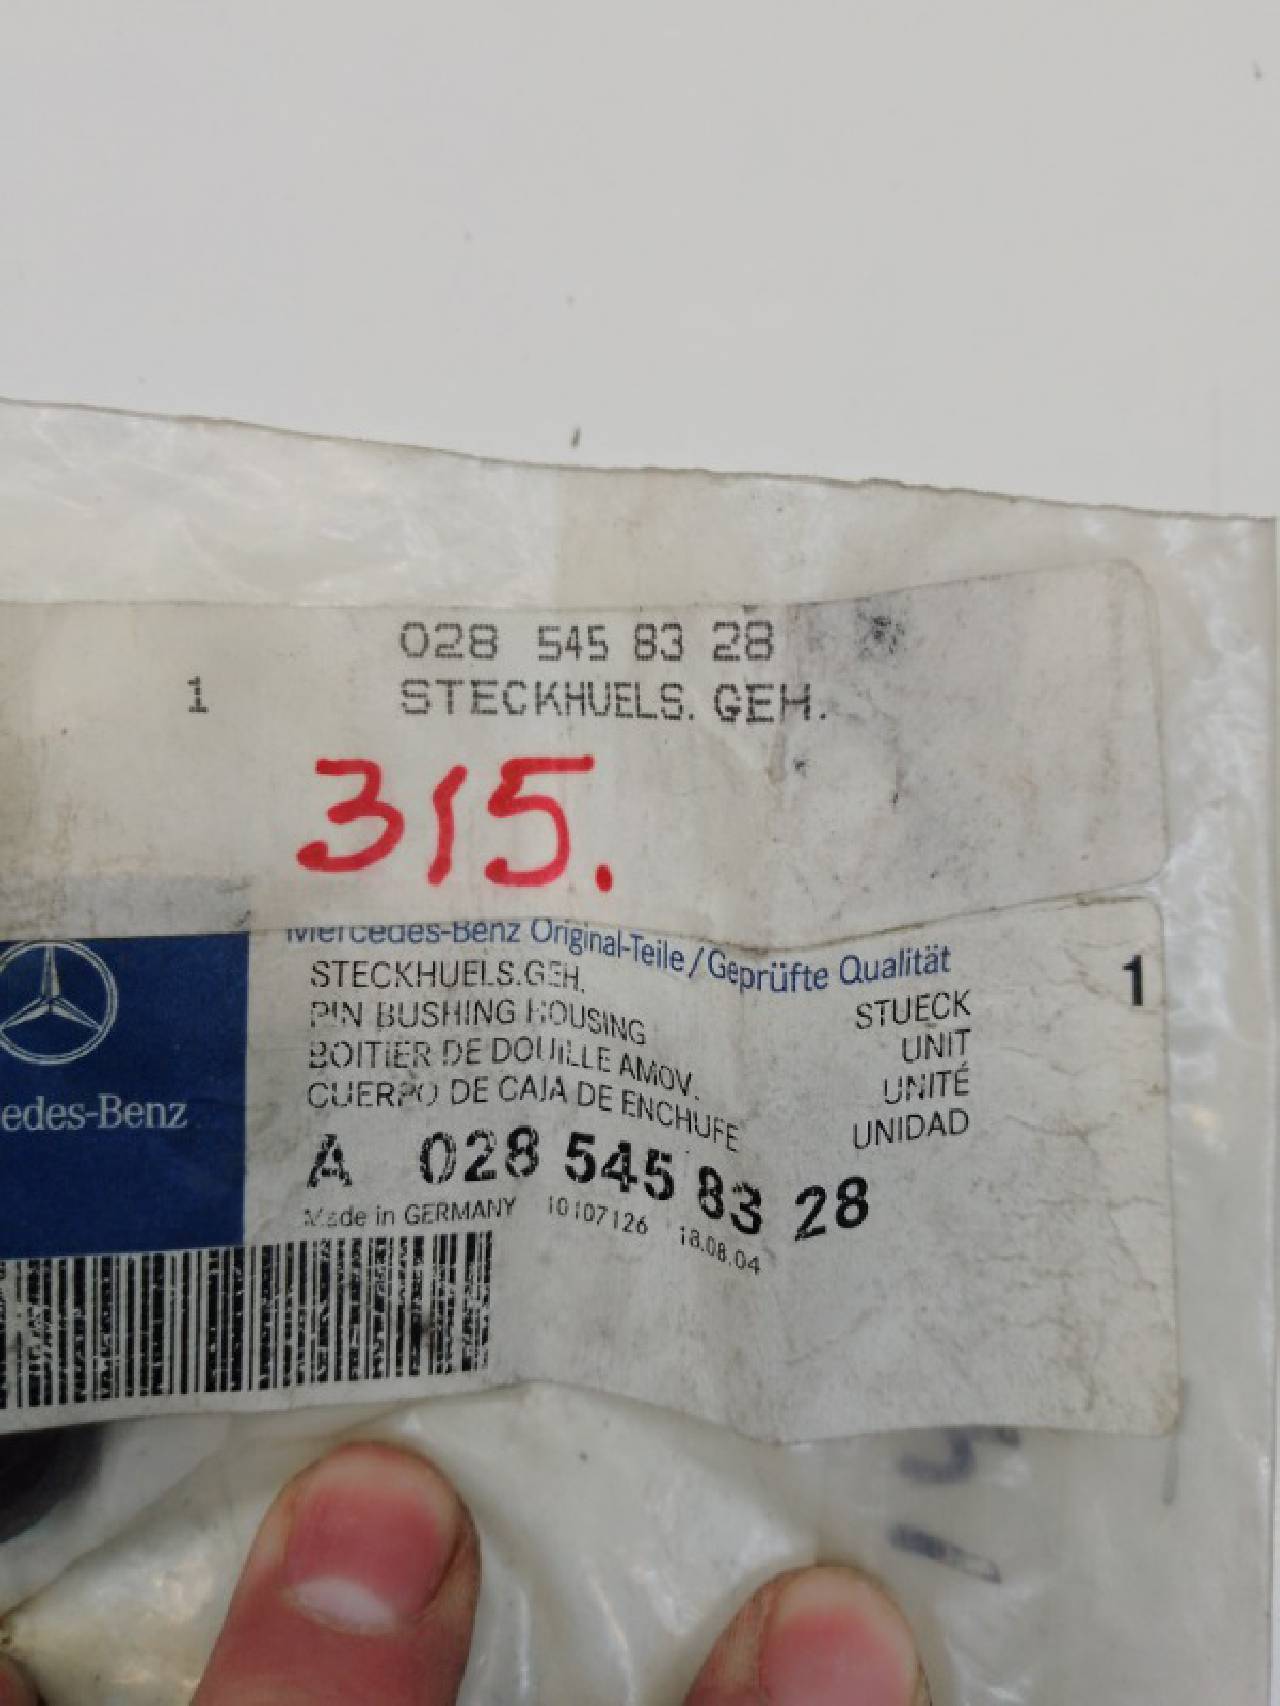 028 545 83 28
1 STECKHUELS. GEH.
315.
Mercedes-Benz Original-Teile/Geprüfte Qualität
STECKHUELS.GEH. STUECK 1
PIN BUSHING HOUSING UNIT
BOITIER DE DOUILLE AMOV. UNITÉ
CUERPO DE CAJA DE ENCHUFE UNIDAD
edes-Benz
A 028 545 83 28
Made in GERMANY 10107126 18.08.04